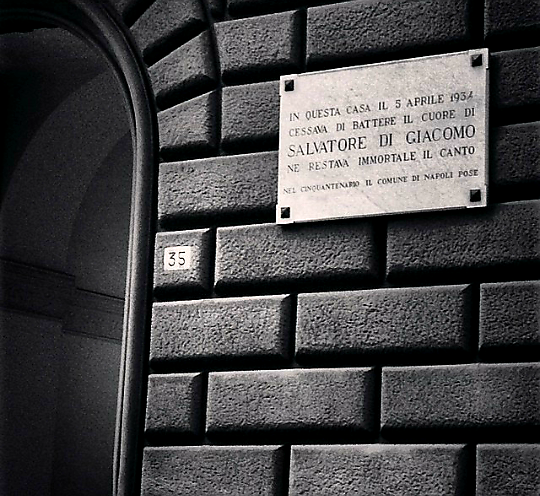 IN QUESTA CASA IL 5 APRILE 1934
CESSAVA DI BATTERE IL CUORE DI
SALVATORE DI GIACOMO
NE RESTAVA IMMORTALE IL CANTO
NEL CINQUANTENARIO IL COMUNE DI NAPOLI POSE
35